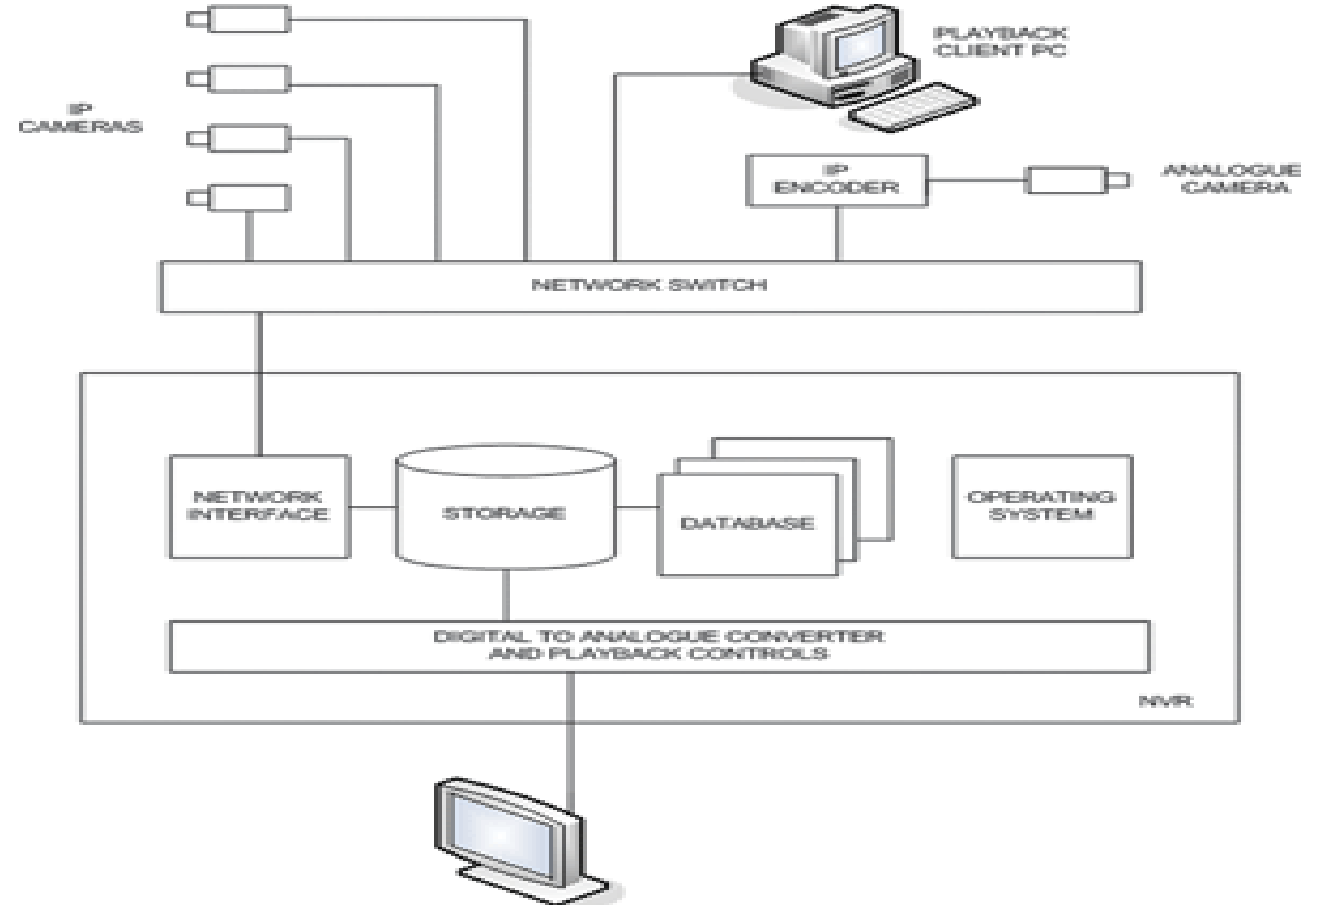 PLAYBACK
CLIENT PC
IP
CAMERAS
IP
ENCODER
ANALOGUE
CAMERA
NETWORK SWITCH
NETWORK
INTERFACE
STORAGE
DATABASE
OPERATING
SYSTEM
DIGITAL TO ANALOGUE CONVERTER
AND PLAYBACK CONTROLS
NVR